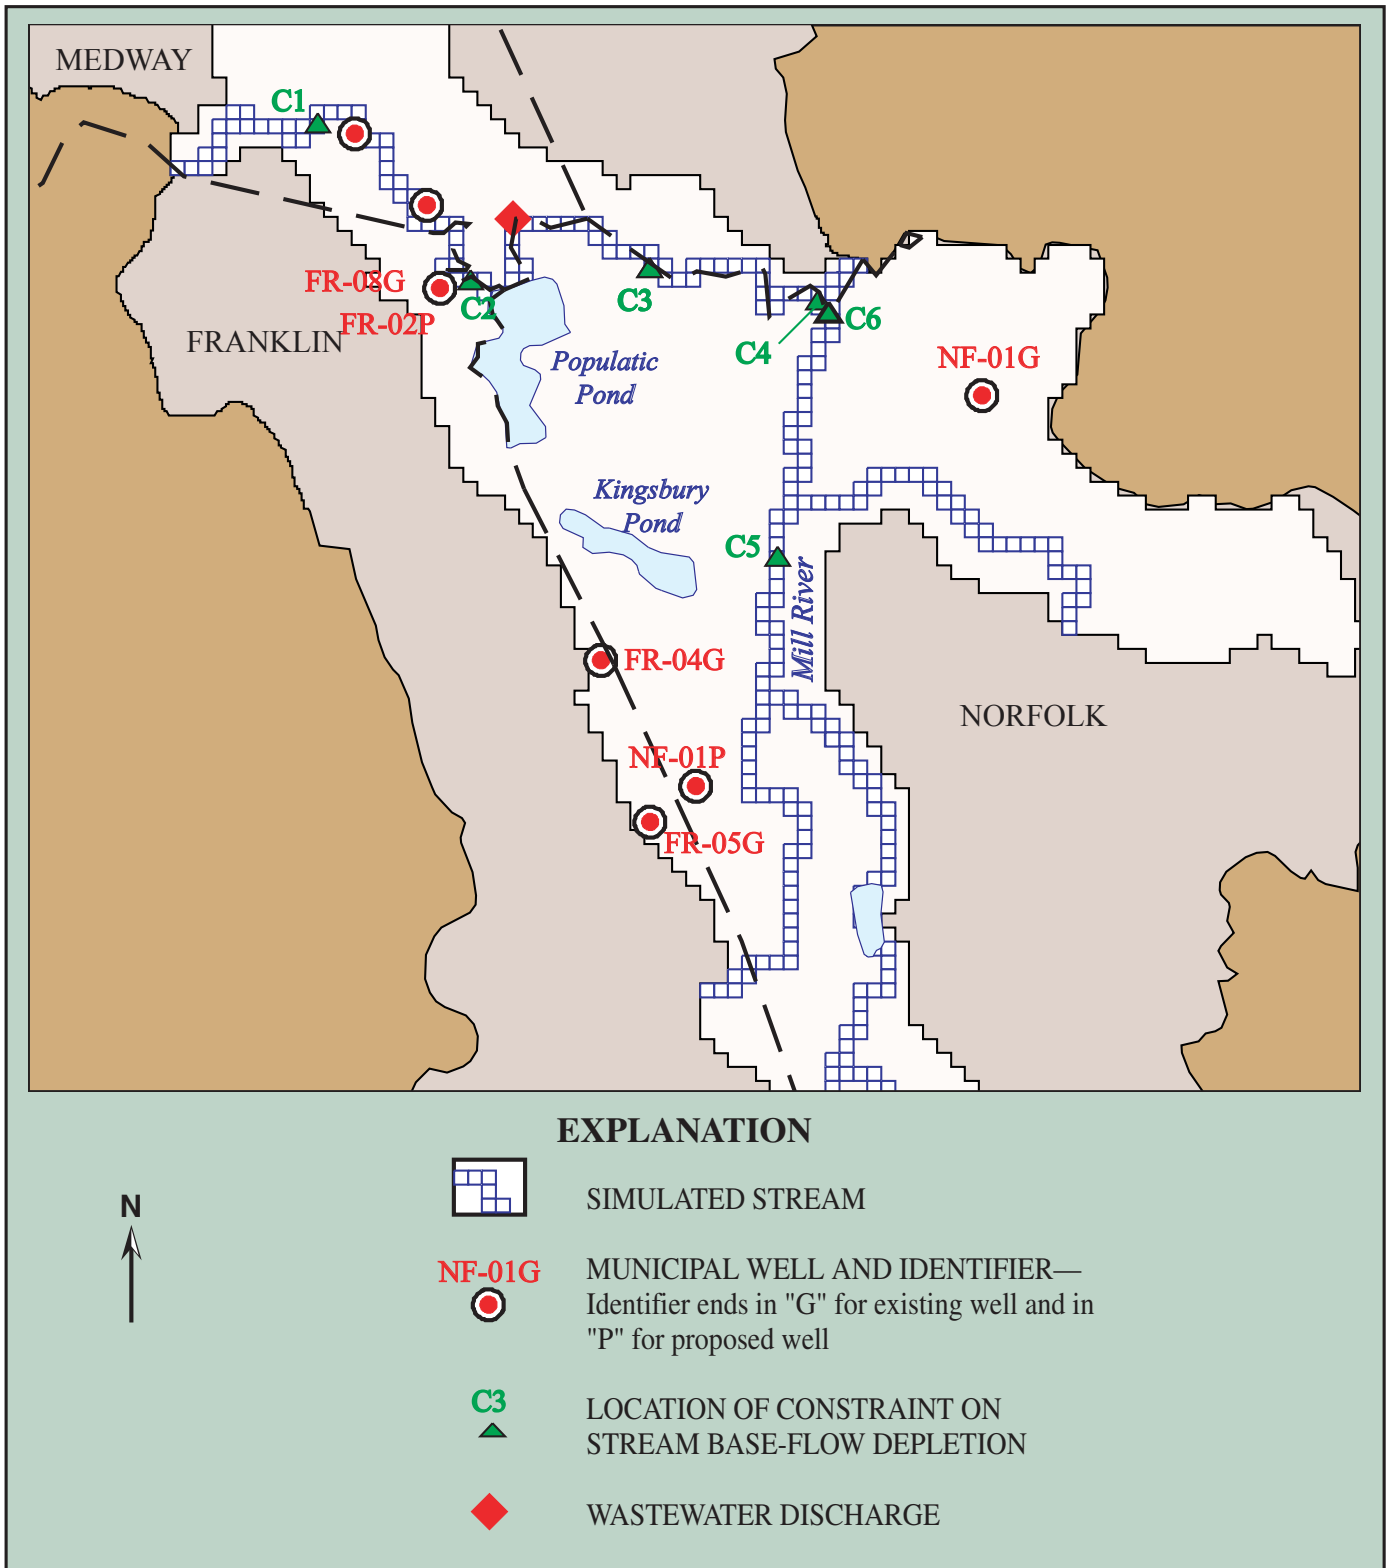 MEDWAY
C1
FR-08G
C2
FR-02P
FRANKLIN
C3
C6
C4
NF-01G
Populatic
Pond
Kingsbury
Pond
C5
Mill River
FR-04G
NORFOLK
NF-01P
FR-05G
EXPLANATION
SIMULATED STREAM
N
NF-01G
MUNICIPAL WELL AND IDENTIFIER—
Identifier ends in "G" for existing well and in
"P" for proposed well
C3
LOCATION OF CONSTRAINT ON
STREAM BASE-FLOW DEPLETION
WASTEWATER DISCHARGE